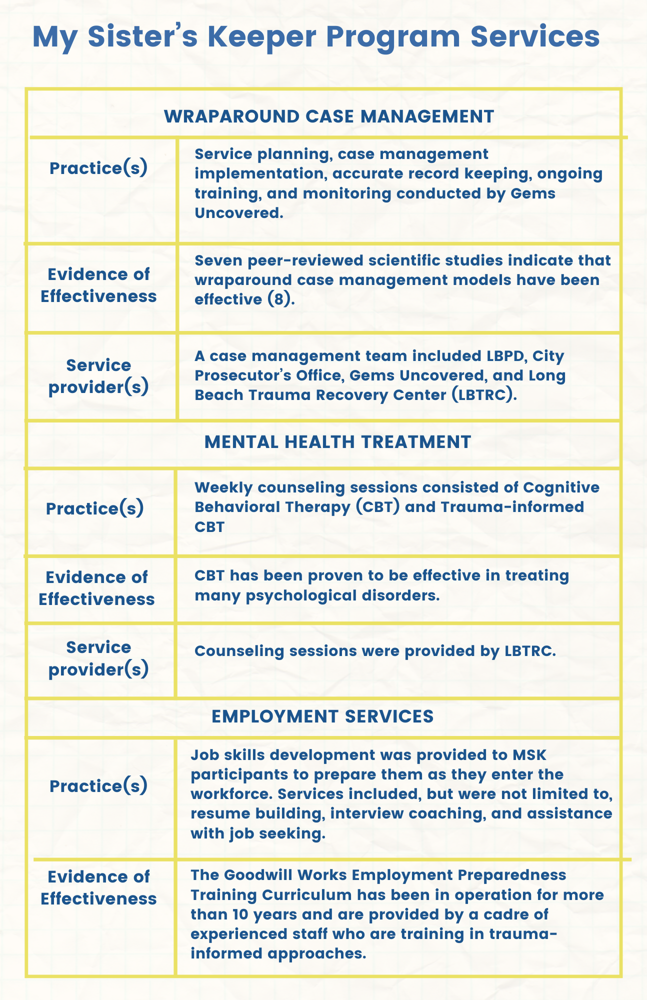 My Sister's Keeper Program Services
WRAPAROUND CASE MANAGEMENT
Practice(s)
Service planning, case management
implementation, accurate record keeping, ongoing
training, and monitoring conducted by Gems
Uncovered.
Evidence of
Effectiveness
Seven peer-reviewed scientific studies indicate that
wraparound case management models have been
effective (8).
Service
provider(s)
A case management team included LBPD, City
Prosecutor's Office, Gems Uncovered, and Long
Beach Trauma Recovery Center (LBTRC).
MENTAL HEALTH TREATMENT
Practice(s)
Weekly counseling sessions consisted of Cognitive
Behavioral Therapy (CBT) and Trauma-informed
CBT
Evidence of
Effectiveness
CBT has been proven to be effective in treating
many psychological disorders.
Service
provider(s)
Counseling sessions were provided by LBTRC.
EMPLOYMENT SERVICES
Practice(s)
Job skills development was provided to MSK
participants to prepare them as they enter the
workforce. Services included, but were not limited to,
resume building, interview coaching, and assistance
with job seeking.
Evidence of
Effectiveness
The Goodwill Works Employment Preparedness
Training Curriculum has been in operation for more
than 10 years and are provided by a cadre of
experienced staff who are training in trauma-
informed approaches.